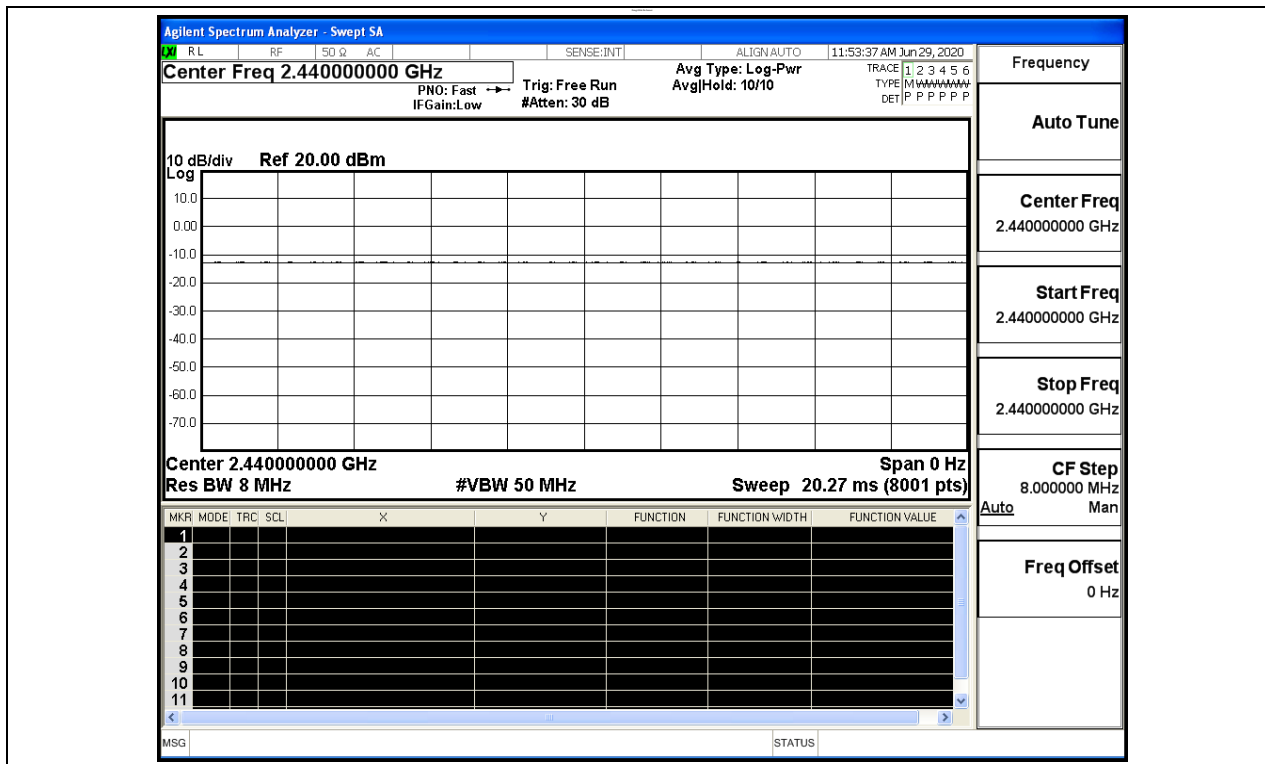 Agilent Spectrum Analyzer - Swept SA
LXI RL RF 50 Ω AC SENSE:INT ALIGN AUTO 11:53:37 AM Jun 29, 2020
Center Freq 2.440000000 GHz
PNO: Fast
IFGain:Low
Trig: Free Run
#Atten: 30 dB
Avg Type: Log-Pwr
Avg|Hold: 10/10
TRACE 1 2 3 4 5 6
TYPE M WWWWW
DET P P P P P P
10 dB/div Ref 20.00 dBm
Log
10.0
0.00
-10.0
-20.0
-30.0
-40.0
-50.0
-60.0
-70.0
Center 2.440000000 GHz Span 0 Hz
Res BW 8 MHz #VBW 50 MHz Sweep 20.27 ms (8001 pts)
MKR MODE TRC SCL X Y FUNCTION FUNCTION WIDTH FUNCTION VALUE
1
2
3
4
5
6
7
8
9
10
11
MSG STATUS
Frequency
Auto Tune
Center Freq
2.440000000 GHz
Start Freq
2.440000000 GHz
Stop Freq
2.440000000 GHz
CF Step
8.000000 MHz
Auto Man
Freq Offset
0 Hz